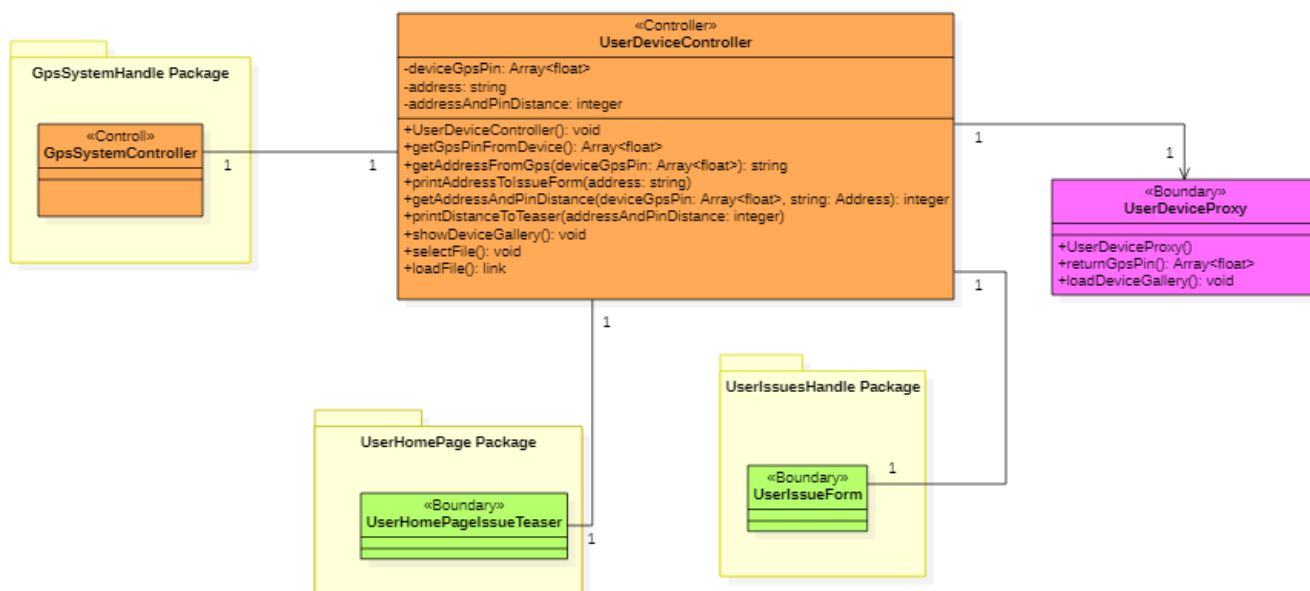 «Controller»
UserDeviceController
-deviceGpsPin: Array<float>
-address: string
-addressAndPinDistance: integer
+UserDeviceController(): void
+getGpsPinFromDevice(): Array<float>
+getAddressFromGps(deviceGpsPin: Array<float>): string
+printAddressToIssueForm(address: string)
+getAddressAndPinDistance(deviceGpsPin: Array<float>, string: Address): integer
+printDistanceToTeaser(addressAndPinDistance: integer)
+showDeviceGallery(): void
+selectFile(): void
+loadFile(): link
GpsSystemHandle Package
«Controll»
GpsSystemController
1
1
1
1
«Boundary»
UserDeviceProxy
+UserDeviceProxy()
+returnGpsPin(): Array<float>
+loadDeviceGallery(): void
1
1
UserIssuesHandle Package
«Boundary»
UserIssueForm
1
UserHomePage Package
«Boundary»
UserHomePageIssueTeaser
1